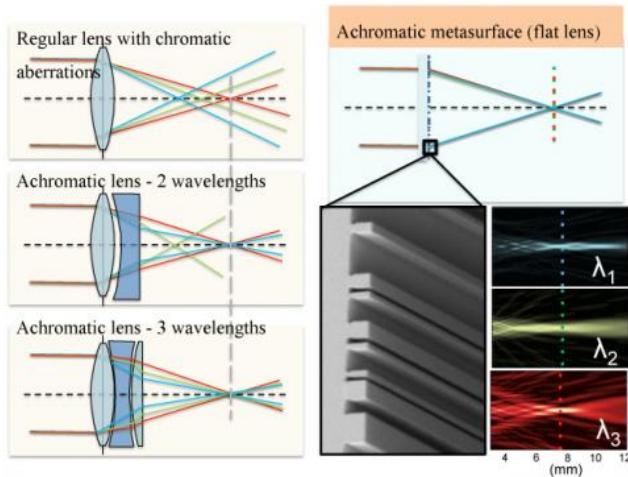 Regular lens with chromatic
aberrations
Achromatic lens - 2 wavelengths
Achromatic lens - 3 wavelengths
Achromatic metasurface (flat lens)
λ1
λ2
λ3
4 6 8 10 12
(mm)